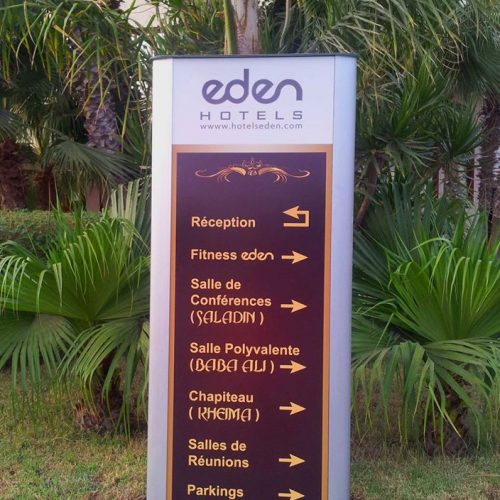 eden
HOTELS
www.hotelseden.com
Réception
Fitness eden
Salle de
Conférences
(SALADIN)
Salle Polyvalente
(BABA ALI)
Chapiteau
(KHEIMA)
Salles de
Réunions
Parkings